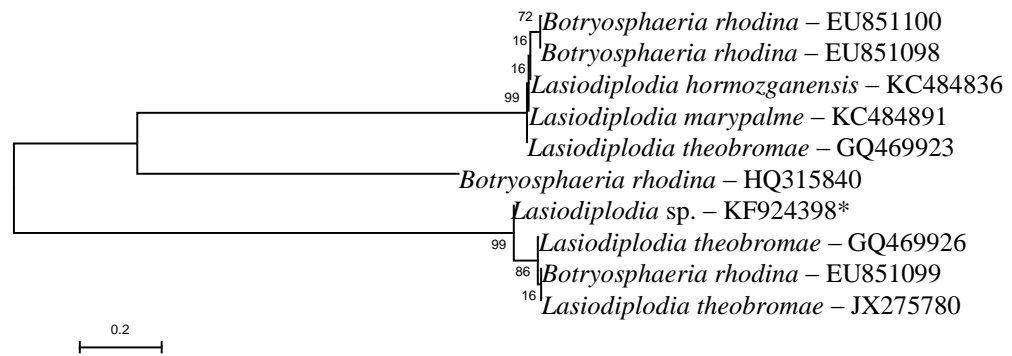 72
Botryosphaeria rhodina – EU851100
16
Botryosphaeria rhodina – EU851098
16
Lasiodiplodia hormozganensis – KC484836
99
Lasiodiplodia marypalme – KC484891
Lasiodiplodia theobromae – GQ469923
Botryosphaeria rhodina – HQ315840
Lasiodiplodia sp. – KF924398*
99
Lasiodiplodia theobromae – GQ469926
86
Botryosphaeria rhodina – EU851099
16
Lasiodiplodia theobromae – JX275780
0.2